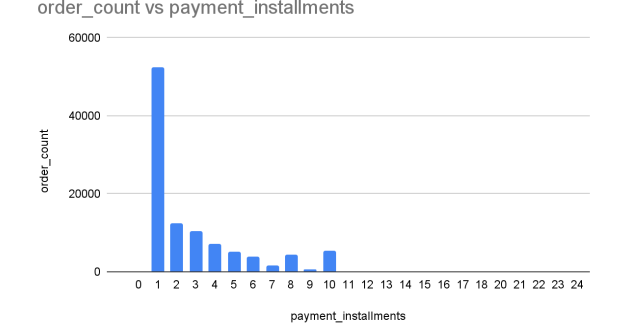 order_count vs payment_installments
60000
40000
20000
0
order_count
0 1 2 3 4 5 6 7 8 9 10 11 12 13 14 15 16 17 18 20 21 22 23 24
payment_installments